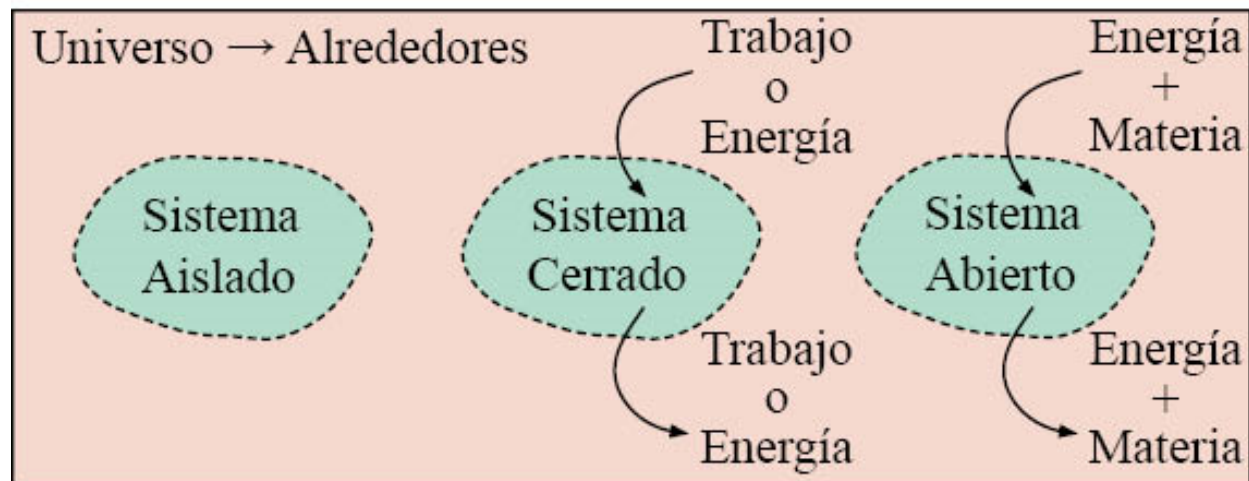 Universo → Alrededores
Trabajo
o
Energía
Energía
+
Materia
Sistema
Aislado
Sistema
Cerrado
Sistema
Abierto
Trabajo
o
Energía
Energía
+
Materia